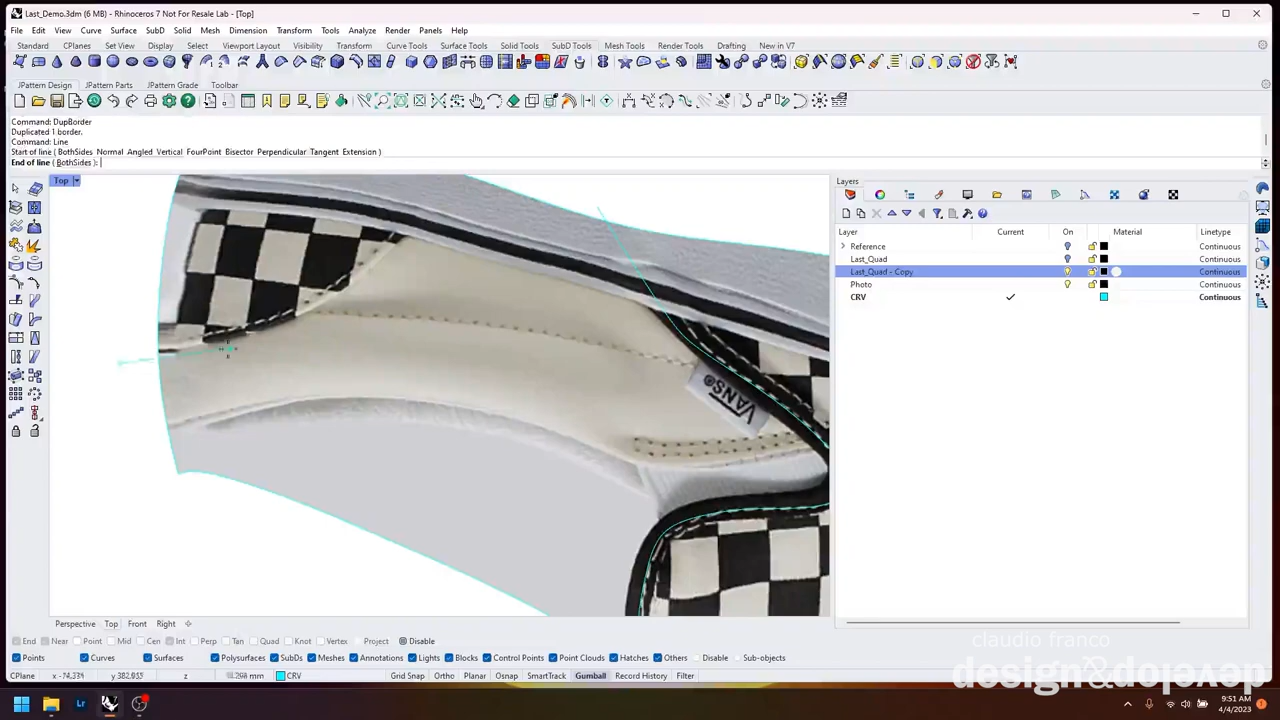 Last_Demo.3dm (6 MB) - Rhinoceros 7 Not For Resale Lab - [Top]
File Edit View Curve Surface SubD Solid Mesh Dimension Transform Tools Analyze Render Panels Help
Standard CPlanes Set View Display Select Viewport Layout Visibility Transform Curve Tools Surface Tools Solid Tools SubD Tools Mesh Tools Render Tools Drafting New in V7
JPattern Design JPattern Parts JPattern Grade Toolbar
Command: DupBorder
Duplicated 1 border.
Command: Line
Start of line ( BothSides Normal Angled Vertical FourPoint Bisector Perpendicular Tangent Extension )
End of line ( BothSides ):
Top
Layers
Layer Current On Material Linetype
Reference Continuous
Last_Quad Continuous
Last_Quad - Copy Continuous
Photo Continuous
CRV Continuous
VANS
Perspective Top Front Right
End Near Point Mid Cen Int Perp Tan Quad Knot Vertex Project Disable
Points Curves Surfaces Polysurfaces SubDs Meshes Annotations Lights Blocks Control Points Point Clouds Hatches Others Disable Sub-objects
CPlane y 382.955 z CRV Grid Snap Ortho Planar Osnap SmartTrack Gumball Record History Filter
claudio franco
design&develop
9:51 AM
4/4/2023